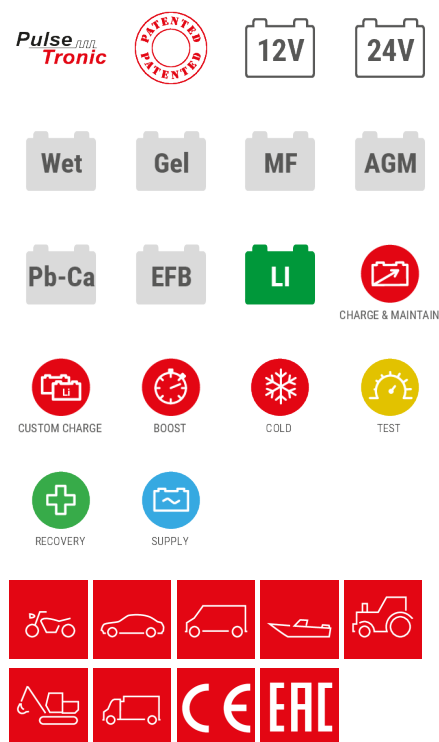 Pulse
Tronic
PATENTED
PATENTED
12V
24V
Wet
Gel
MF
AGM
Pb-Ca
EFB
LI
CHARGE & MAINTAIN
Li
CUSTOM CHARGE
BOOST
COLD
TEST
RECOVERY
SUPPLY
CE
EAC